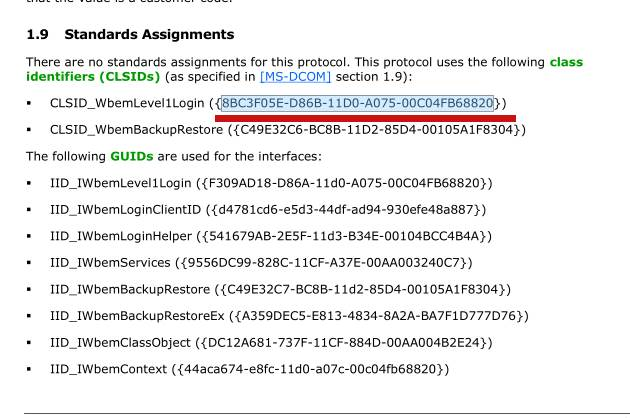 that the value is a customer code.
1.9 Standards Assignments
There are no standards assignments for this protocol. This protocol uses the following class
identifiers (CLSIDs) (as specified in [MS-DCOM] section 1.9):
▪ CLSID_WbemLevel1Login ({8BC3F05E-D86B-11D0-A075-00C04FB68820})
▪ CLSID_WbemBackupRestore ({C49E32C6-BC8B-11D2-85D4-00105A1F8304})
The following GUIDs are used for the interfaces:
▪ IID_IWbemLevel1Login ({F309AD18-D86A-11d0-A075-00C04FB68820})
▪ IID_IWbemLoginClientID ({d4781cd6-e5d3-44df-ad94-930efe48a887})
▪ IID_IWbemLoginHelper ({541679AB-2E5F-11d3-B34E-00104BCC4B4A})
▪ IID_IWbemServices ({9556DC99-828C-11CF-A37E-00AA003240C7})
▪ IID_IWbemBackupRestore ({C49E32C7-BC8B-11d2-85D4-00105A1F8304})
▪ IID_IWbemBackupRestoreEx ({A359DEC5-E813-4834-8A2A-BA7F1D777D76})
▪ IID_IWbemClassObject ({DC12A681-737F-11CF-884D-00AA004B2E24})
▪ IID_IWbemContext ({44aca674-e8fc-11d0-a07c-00c04fb68820})